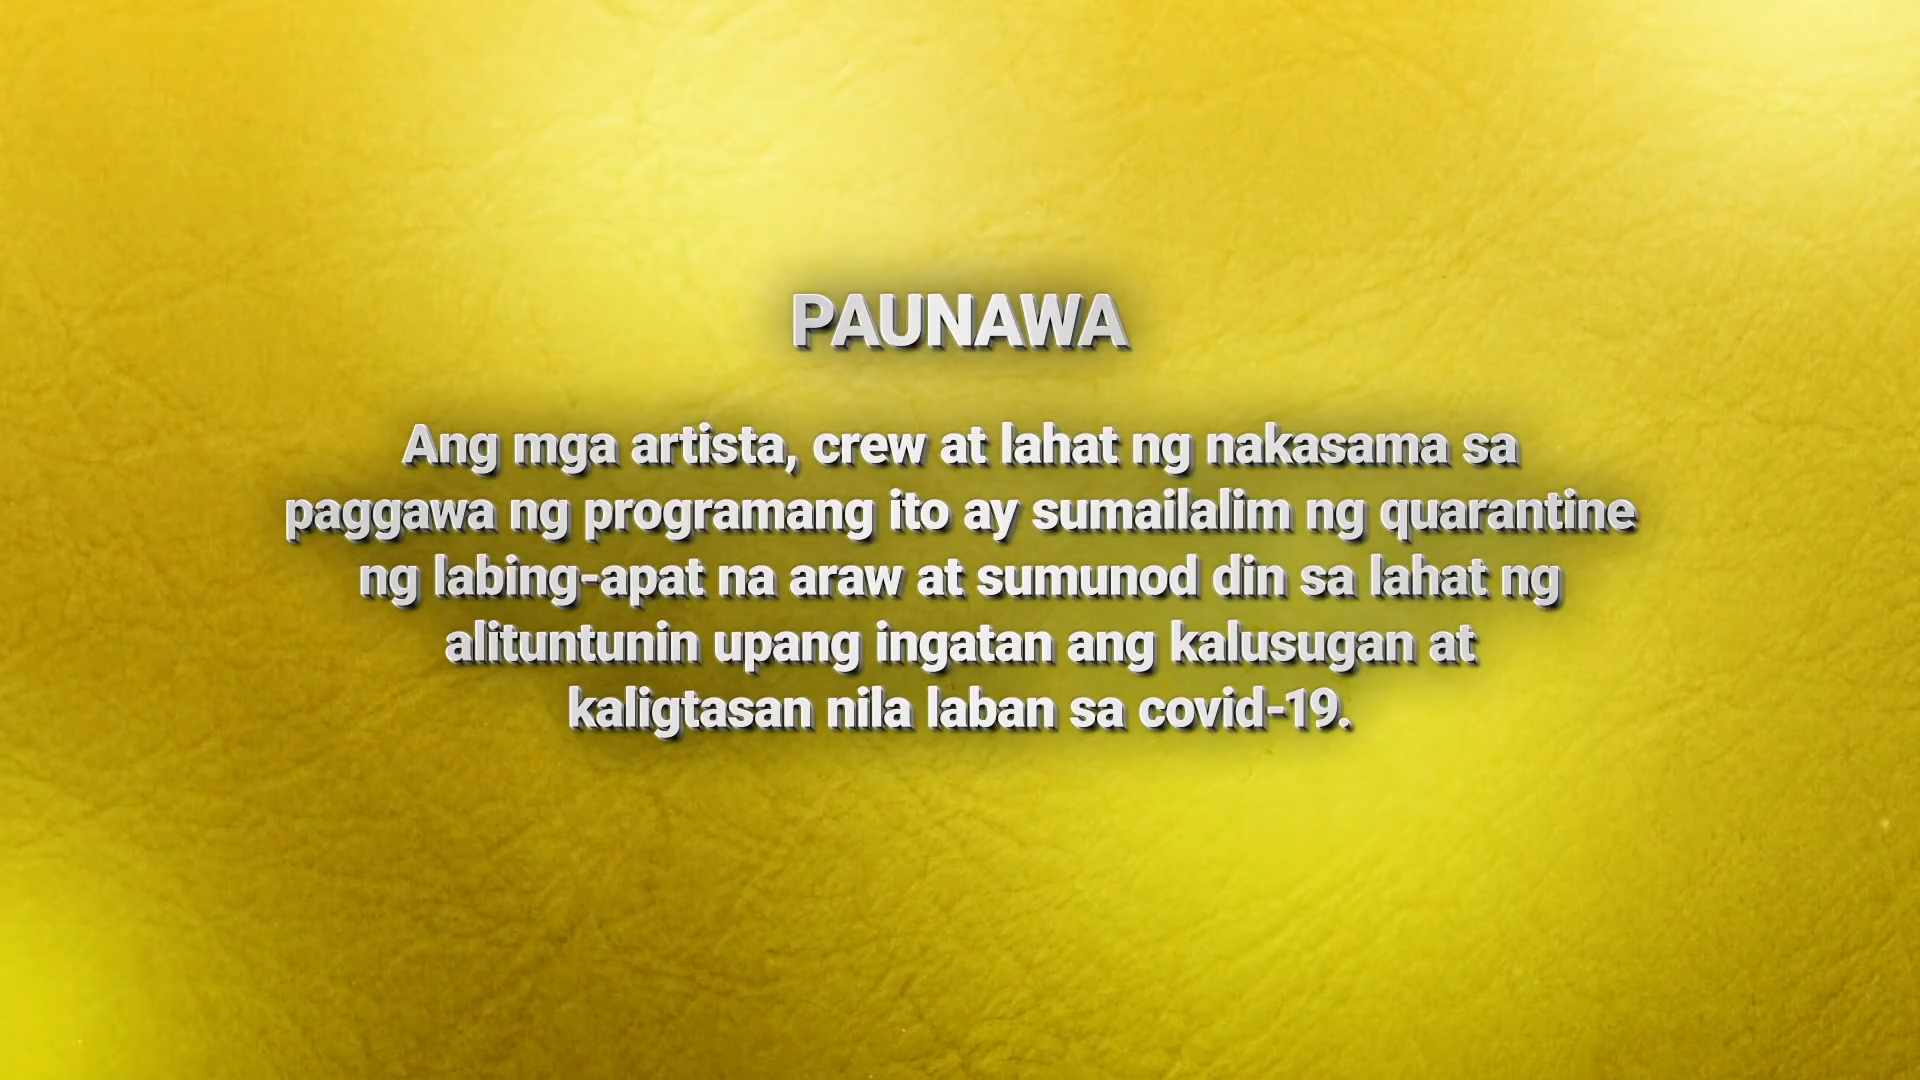 PAUNAWA
Ang mga artista, crew at lahat ng nakasama sa
paggawa ng programang ito ay sumailalim ng quarantine
ng labing-apat na araw at sumunod din sa lahat ng
alituntunin upang ingatan ang kalusugan at
kaligtasan nila laban sa covid-19.